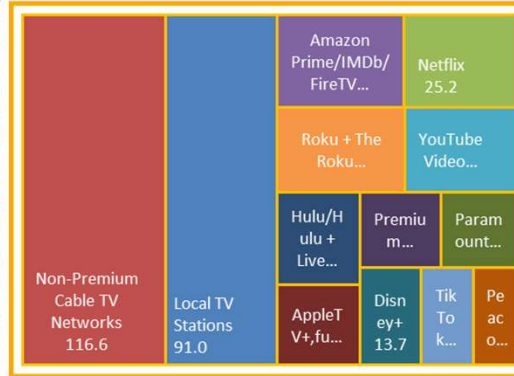 Non-Premium
Cable TV
Networks
116.6
Local TV
Stations
91.0
Amazon
Prime/IMDb/
FireTV...
Netflix
25.2
Roku + The
Roku...
YouTube
Video...
Hulu/H
ulu +
Live...
Premiu
m...
Param
ount...
AppleT
V+,fu...
Disn
ey+
13.7
Tik
To
k...
Pe
aco
o...